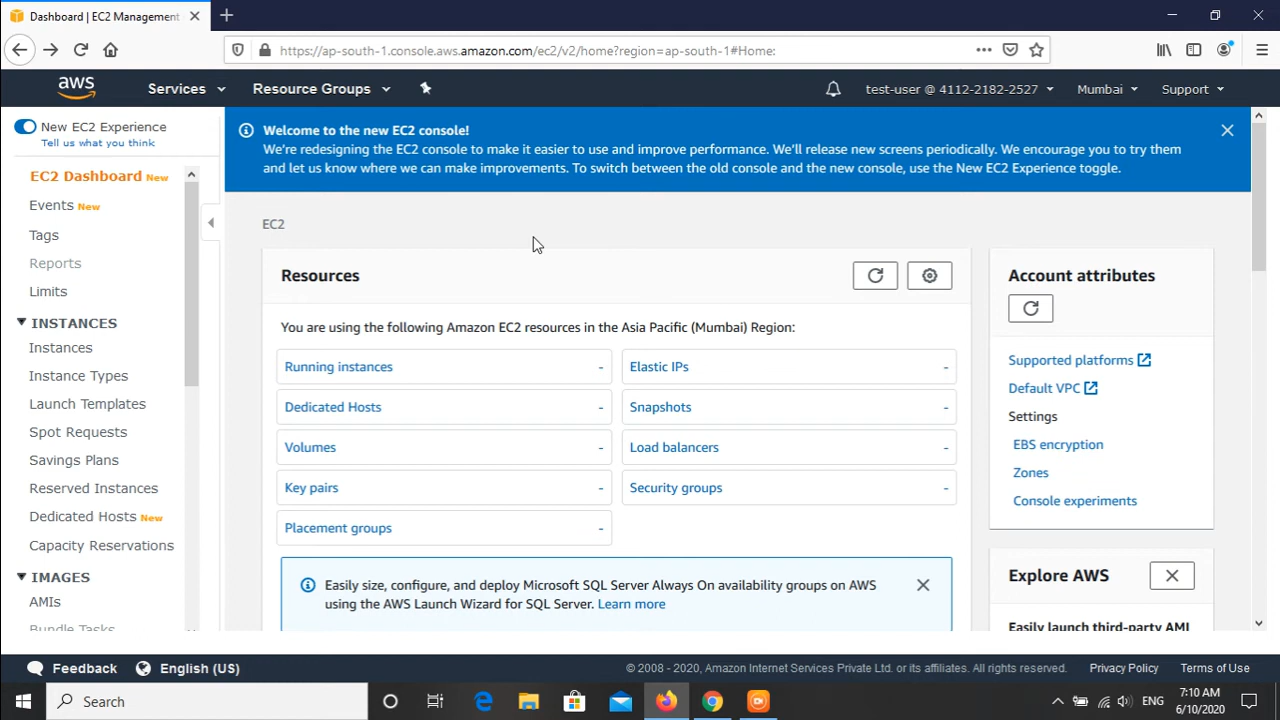 Dashboard | EC2 Management
https://ap-south-1.console.aws.amazon.com/ec2/v2/home?region=ap-south-1#Home:
aws
Services
Resource Groups
test-user @ 4112-2182-2527
Mumbai
Support
New EC2 Experience
Tell us what you think
EC2 Dashboard New
Events New
Tags
Reports
Limits
INSTANCES
Instances
Instance Types
Launch Templates
Spot Requests
Savings Plans
Reserved Instances
Dedicated Hosts New
Capacity Reservations
IMAGES
AMIs
Bundle Tasks
Welcome to the new EC2 console!
We're redesigning the EC2 console to make it easier to use and improve performance. We'll release new screens periodically. We encourage you to try them
and let us know where we can make improvements. To switch between the old console and the new console, use the New EC2 Experience toggle.
EC2
Resources
You are using the following Amazon EC2 resources in the Asia Pacific (Mumbai) Region:
Running instances -
Elastic IPs -
Dedicated Hosts -
Snapshots -
Volumes -
Load balancers -
Key pairs -
Security groups -
Placement groups -
Easily size, configure, and deploy Microsoft SQL Server Always On availability groups on AWS
using the AWS Launch Wizard for SQL Server. Learn more
Account attributes
Supported platforms
Default VPC
Settings
EBS encryption
Zones
Console experiments
Explore AWS
Easily launch third-party AMI
Feedback
English (US)
© 2008 - 2020, Amazon Internet Services Private Ltd. or its affiliates. All rights reserved.
Privacy Policy
Terms of Use
Search
ENG
7:10 AM
6/10/2020